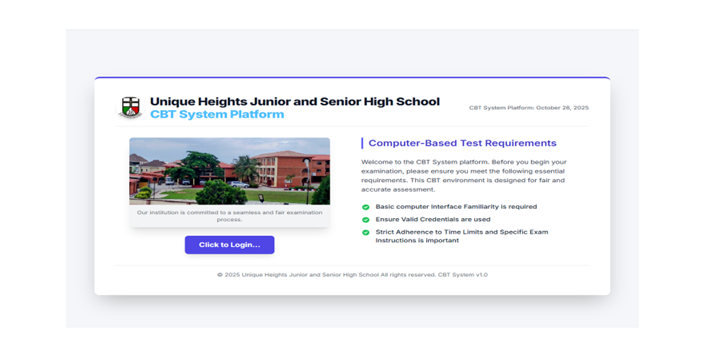 Unique Heights Junior and Senior High School
CBT System Platform
CBT System Platform: October 26, 2025
Our institution is committed to a seamless and fair examination
process.
Click to Login...
Computer-Based Test Requirements
Welcome to the CBT System platform. Before you begin your
examination, please ensure you meet the following essential
requirements. This CBT environment is designed for fair and
accurate assessment.
Basic computer Interface Familiarity is required
Ensure Valid Credentials are used
Strict Adherence to Time Limits and Specific Exam
Instructions is important
© 2025 Unique Heights Junior and Senior High School All rights reserved. CBT System v1.0